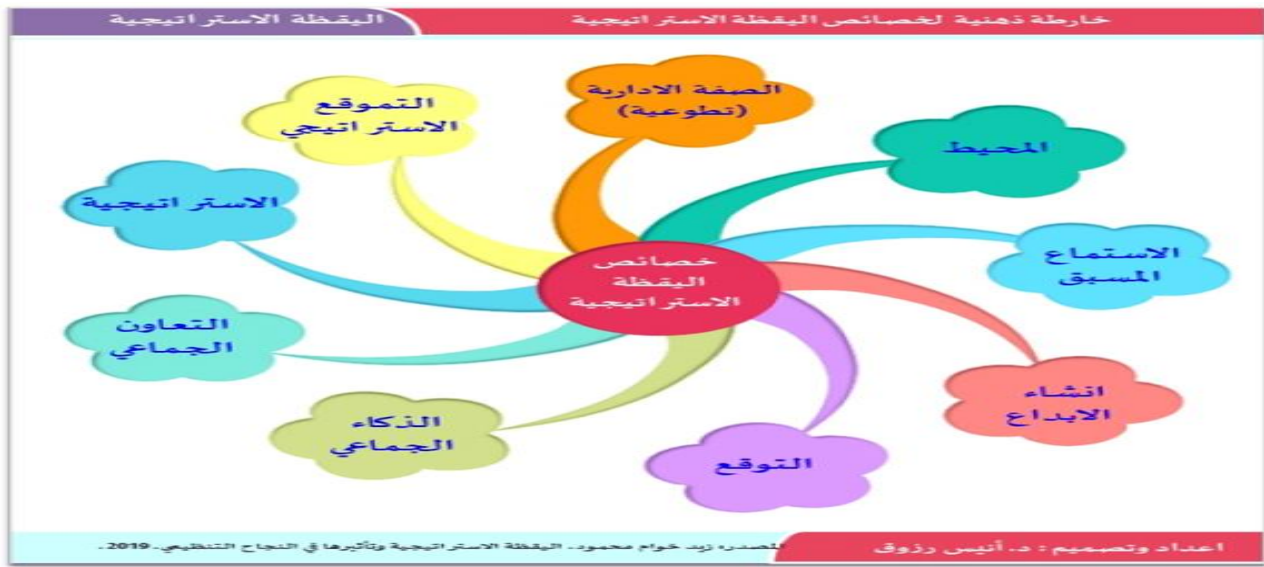 خارطة ذهنية لخصائص اليقظة الاستراتيجية
اليقظة الاستراتيجية
الصفة الادارية
(تطوعية)
المحيط
الاستماع
المسبق
انشاء
الابداع
التوقع
الذكاء
الجماعي
التعاون
الجماعي
الاستراتيجية
التموقع
الاستراتيجي
خصائص
اليقظة
الاستراتيجية
اعداد وتصميم : د. أنيس رزوق
المصدر: زيد خوام محمود. اليقظة الاستراتيجية وتأثيرها في النجاح التنظيمي. 2019.